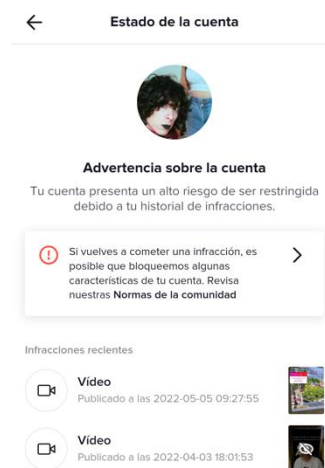 Estado de la cuenta
Advertencia sobre la cuenta
Tu cuenta presenta un alto riesgo de ser restringida
debido a tu historial de infracciones.
Si vuelves a cometer una infracción, es
posible que bloqueemos algunas
características de tu cuenta. Revisa
nuestras Normas de la comunidad
Infracciones recientes
Vídeo
Publicado a las 2022-05-05 09:27:55
Vídeo
Publicado a las 2022-04-03 18:01:53